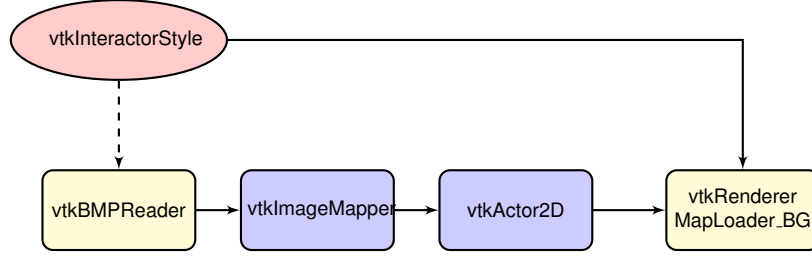 vtkInteractorStyle
vtkBMPReader
vtkImageMapper
vtkActor2D
vtkRenderer
MapLoader_BG